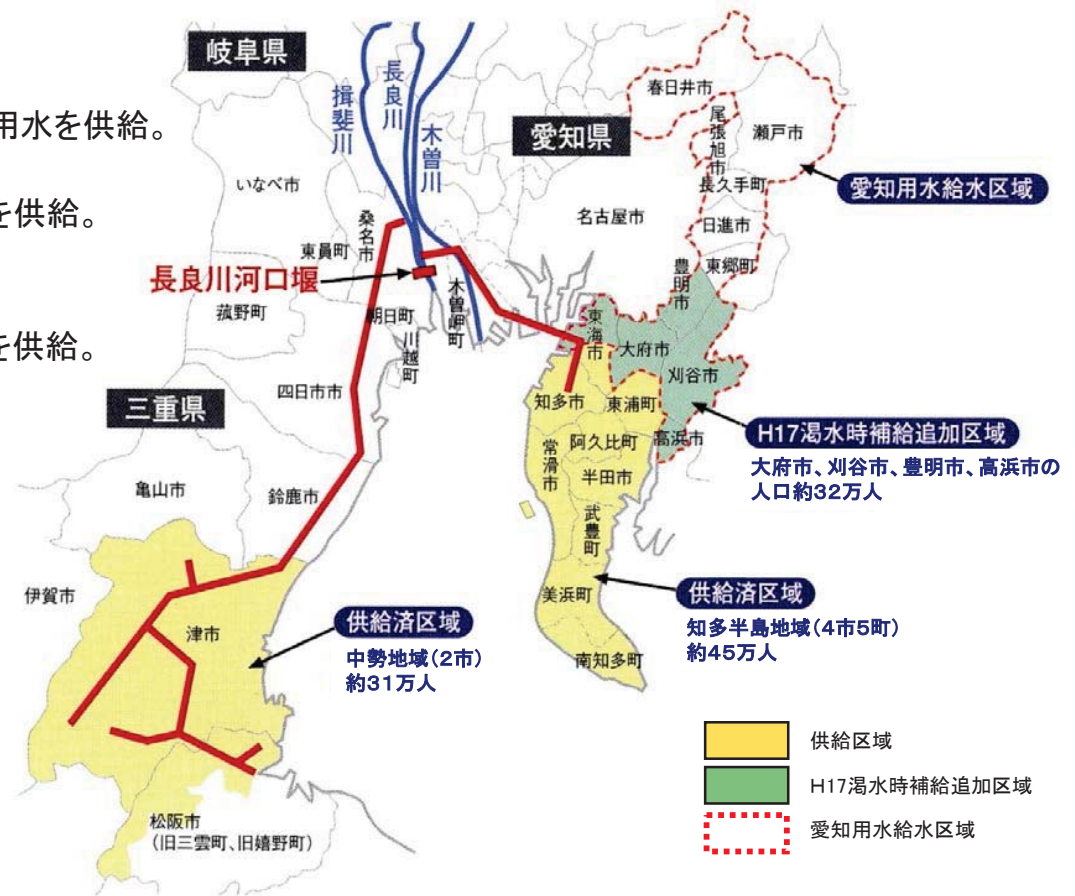 岐阜県
揖斐川
長良川
木曽川
愛知県
用水を供給。
を供給。
を供給。
春日井市
尾張旭市
瀬戸市
長久手町
愛知用水給水区域
いなべ市
桑名市
東員町
名古屋市
日進市
東郷町
豊明市
長良川河口堰
菰野町
朝日町
川越町
木曽岬町
東海市
大府市
刈谷市
四日市市
三重県
知多市
東浦町
高浜市
H17渇水時補給追加区域
大府市、刈谷市、豊明市、高浜市の
人口約32万人
常滑市
阿久比町
半田市
武豊町
亀山市
鈴鹿市
伊賀市
津市
美浜町
南知多町
供給済区域
中勢地域(2市)
約31万人
供給済区域
知多半島地域(4市5町)
約45万人
松阪市
(旧三雲町、旧嬉野町)
供給区域
H17渇水時補給追加区域
愛知用水給水区域